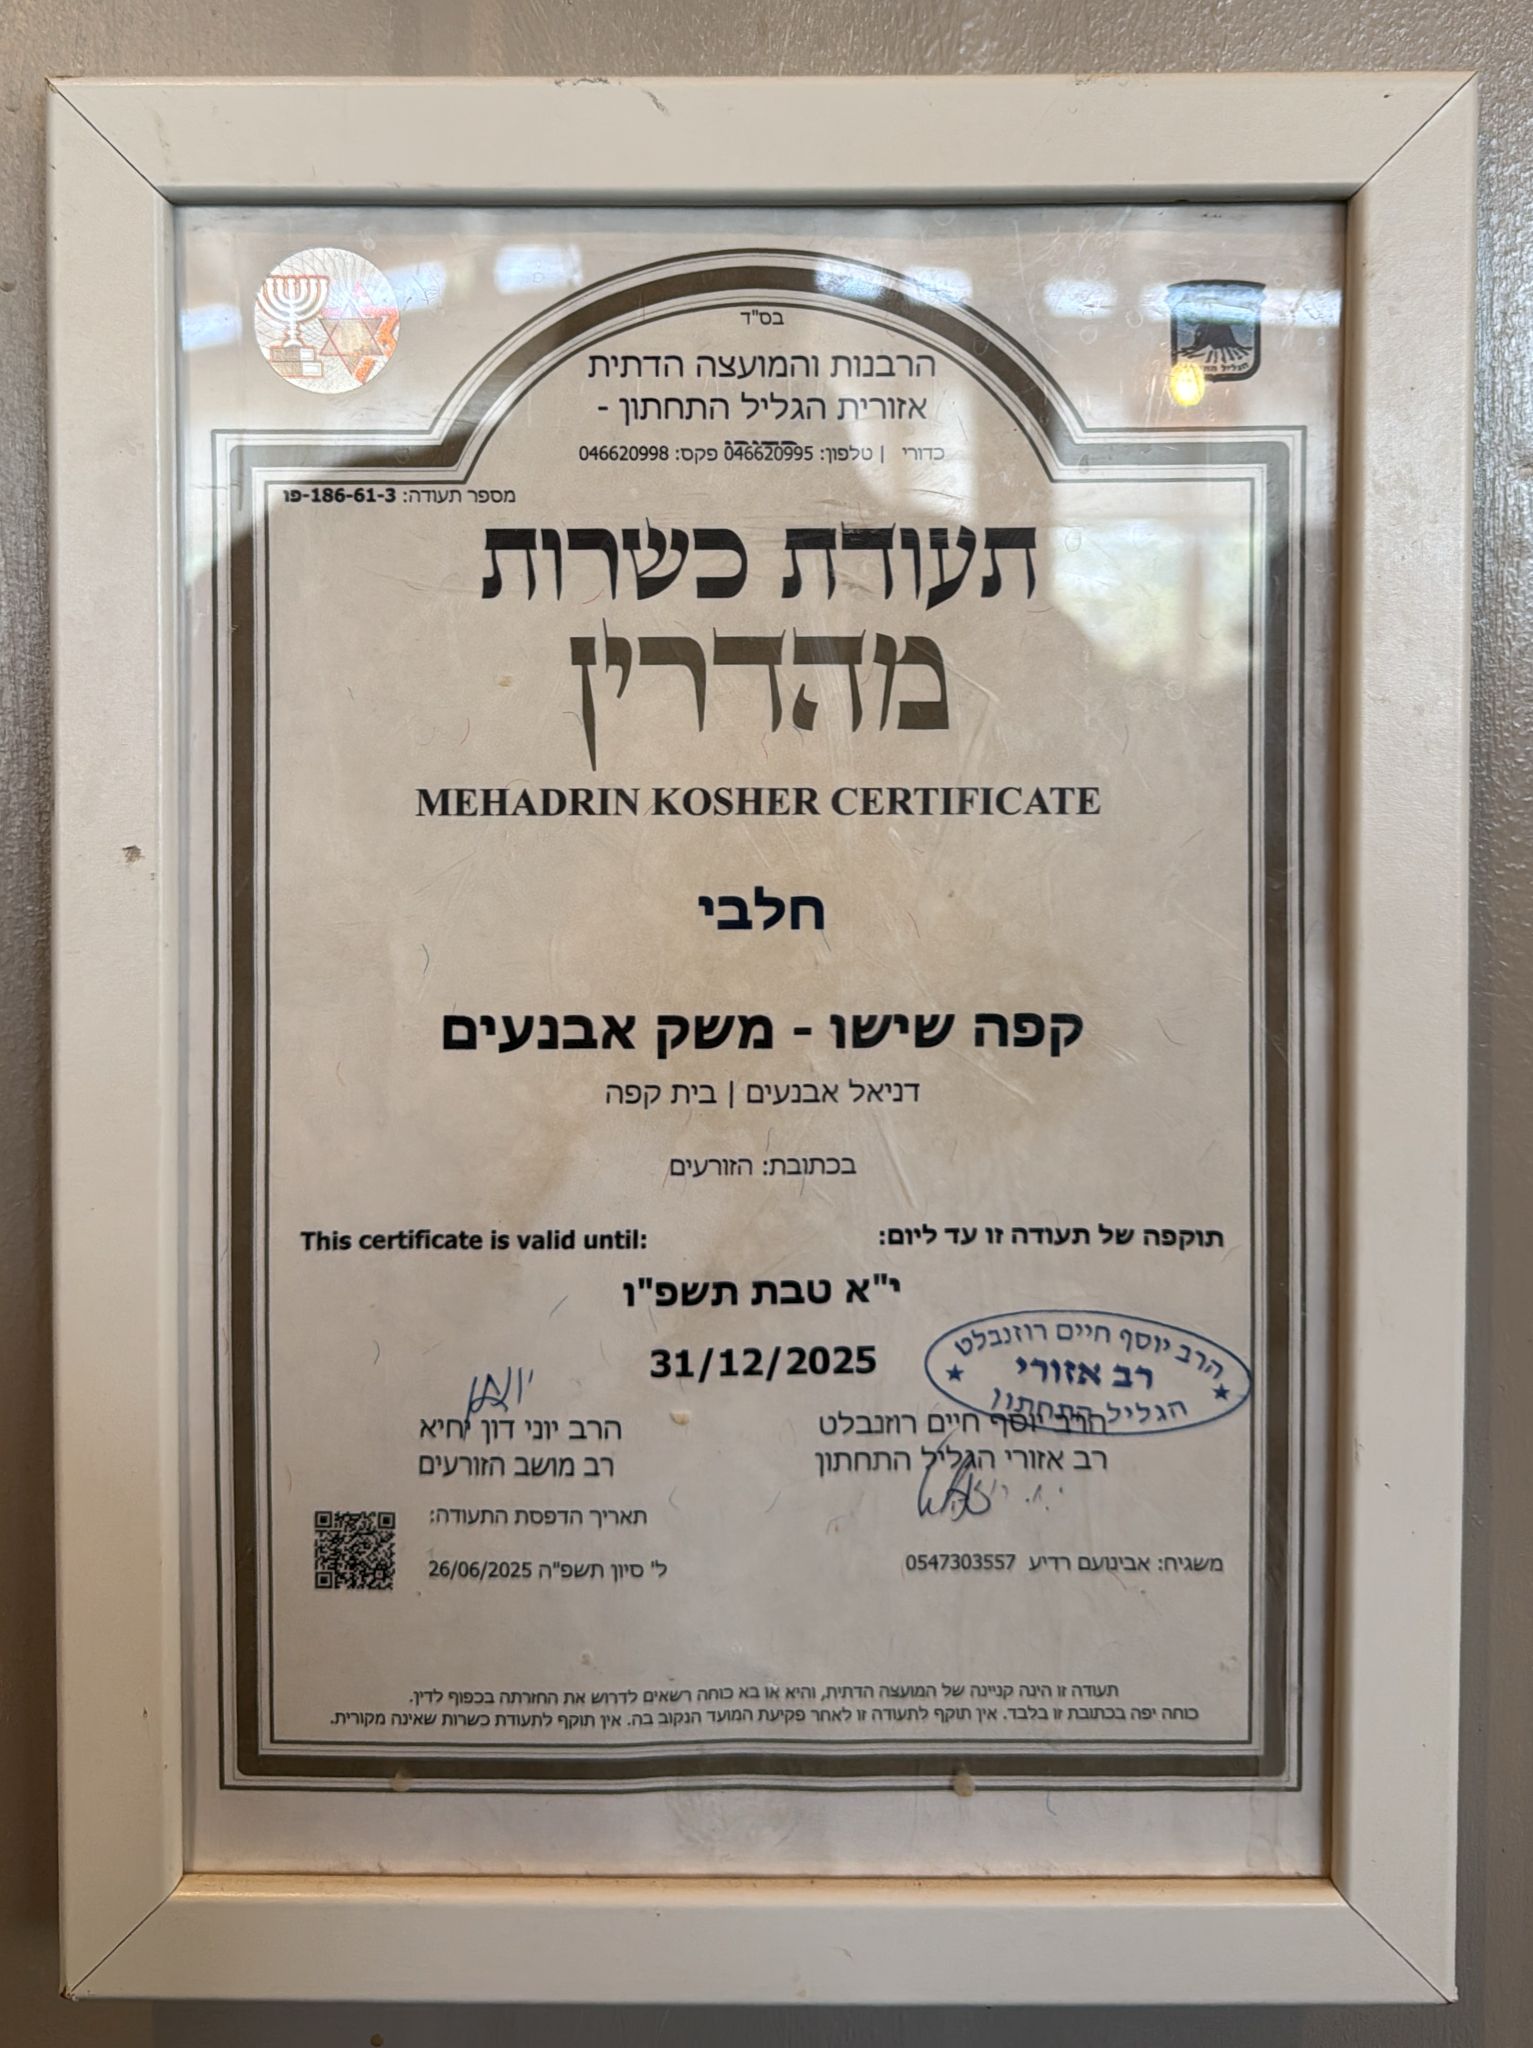 בס"ד
הרבנות והמועצה הדתית
אזורית הגליל התחתון -
כדורי | טלפון: 046620995 פקס: 046620998
מספר תעודה: פו-186-61-3
תעודת כשרות
מהדרין
MEHADRIN KOSHER CERTIFICATE
חלבי
קפה שישו - משק אבנעים
דניאל אבנעים | בית קפה
בכתובת: הזורעים
תוקפה של תעודה זו עד ליום:
This certificate is valid until:
י"א טבת תשפ"ו
31/12/2025
הרב יוסף חיים רוזנבלט
רב אזורי
הגליל התחתון
הרב יוסף חיים רוזנבלט
רב אזורי הגליל התחתון
הרב יוני דון יחיא
רב מושב הזורעים
משגיח: אבינועם רדיע 0547303557
תאריך הדפסת התעודה:
ל' סיון תשפ"ה 26/06/2025
תעודה זו הינה קניינה של המועצה הדתית, והיא או בא כוחה רשאים לדרוש את החזרתה בכפוף לדין.
כוחה יפה בכתובת זו בלבד. אין תוקף לתעודה זו לאחר פקיעת המועד הנקוב בה. אין תוקף לתעודת כשרות שאינה מקורית.